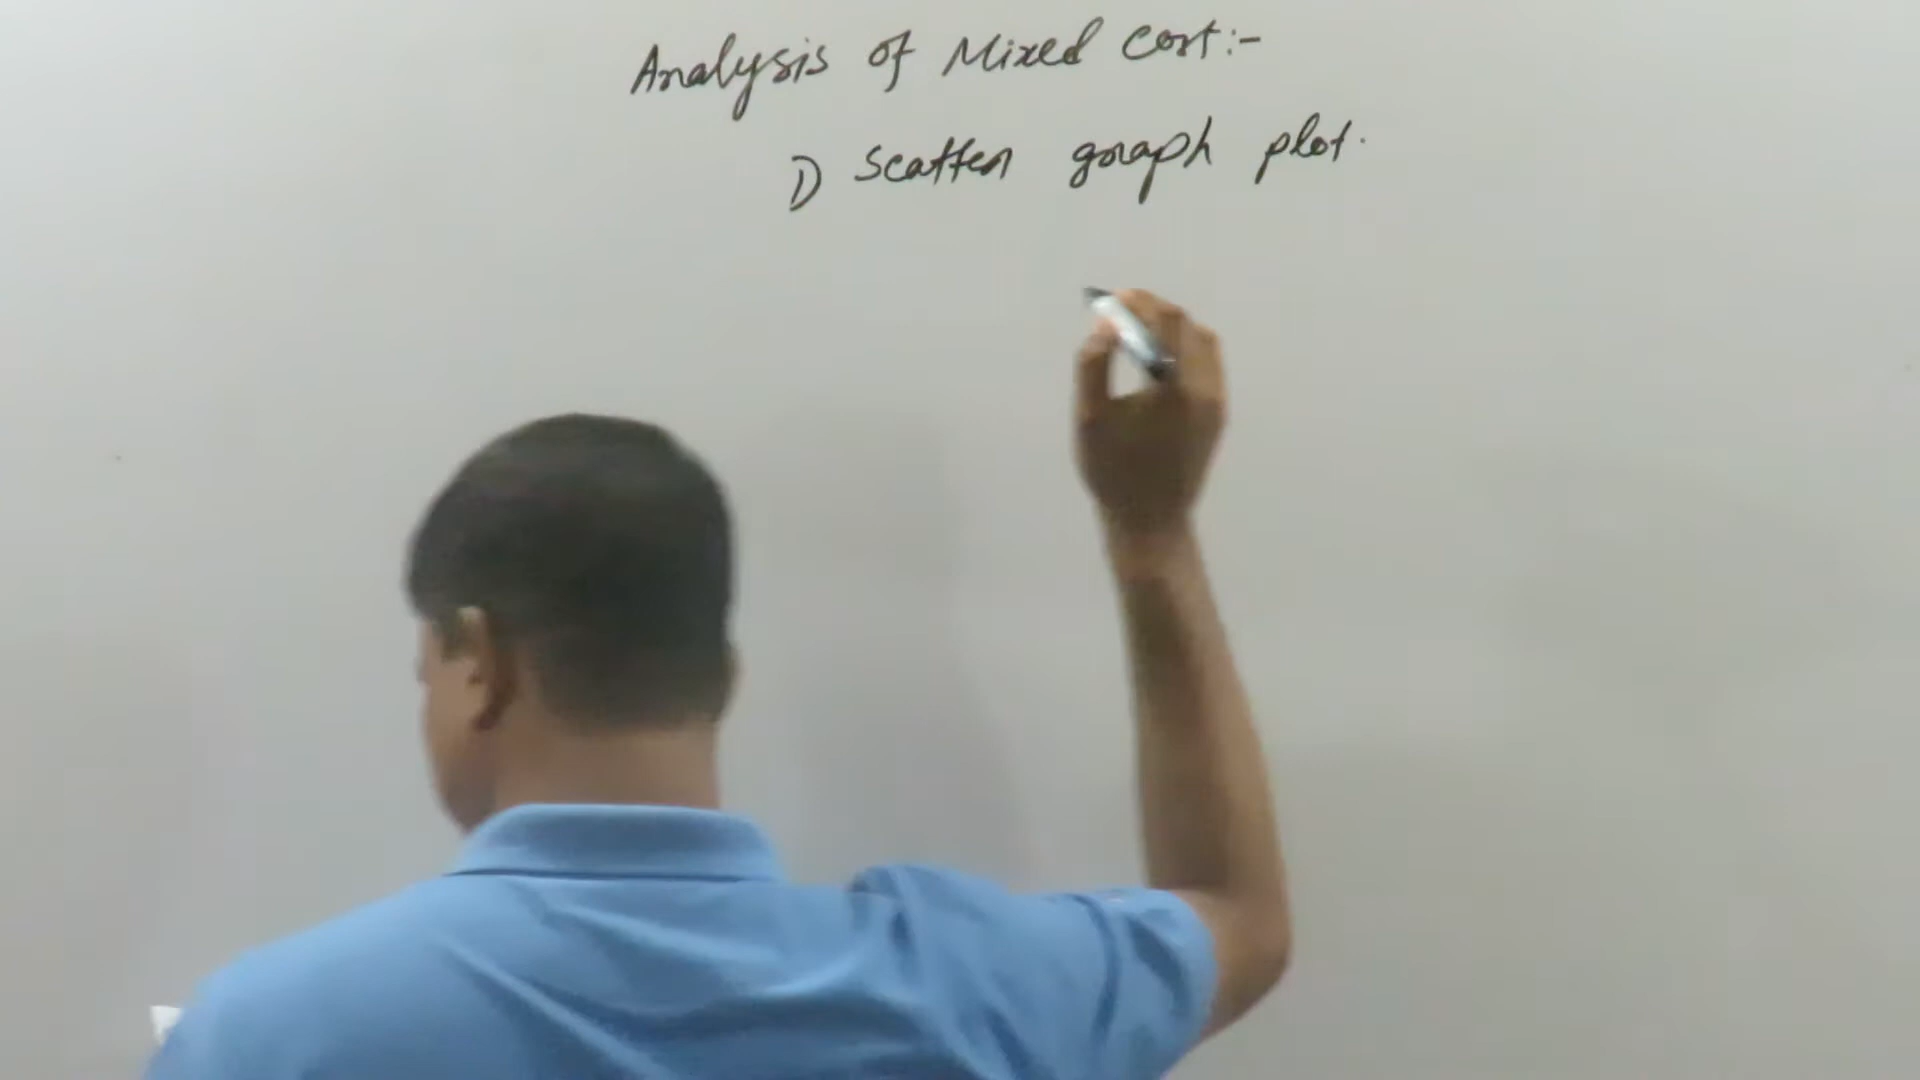 Analysis of Mixed Cost:-
1) Scatter graph plot.